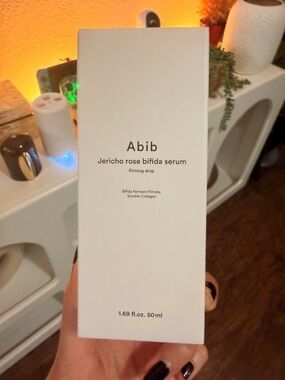 Abib
Jericho rose bifida serum
Firming drop
Bifida Ferment Filtrate,
Soluble Collagen
1.69 fl.oz. 50ml